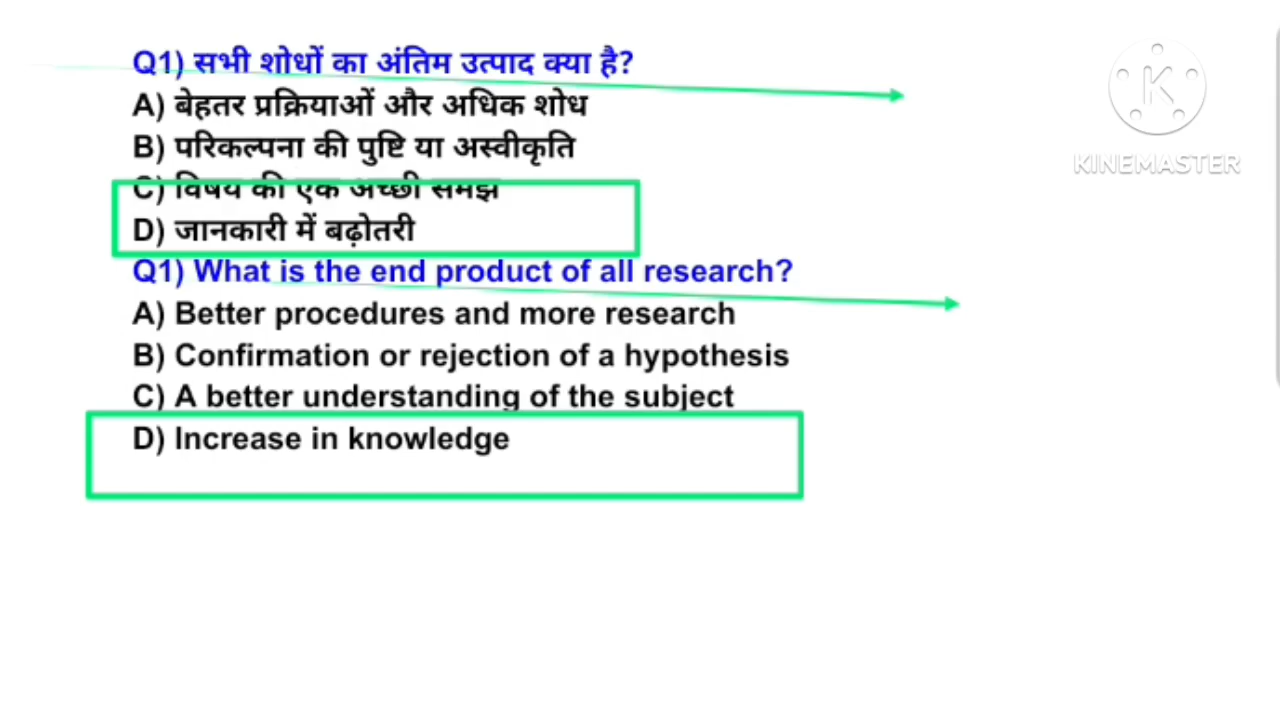 Q1) सभी शोधों का अंतिम उत्पाद क्या है?
A) बेहतर प्रक्रियाओं और अधिक शोध
B) परिकल्पना की पुष्टि या अस्वीकृति
C) विषय की एक अच्छी समझ
D) जानकारी में बढ़ोतरी
Q1) What is the end product of all research?
A) Better procedures and more research
B) Confirmation or rejection of a hypothesis
C) A better understanding of the subject
D) Increase in knowledge
K
KINEMASTER